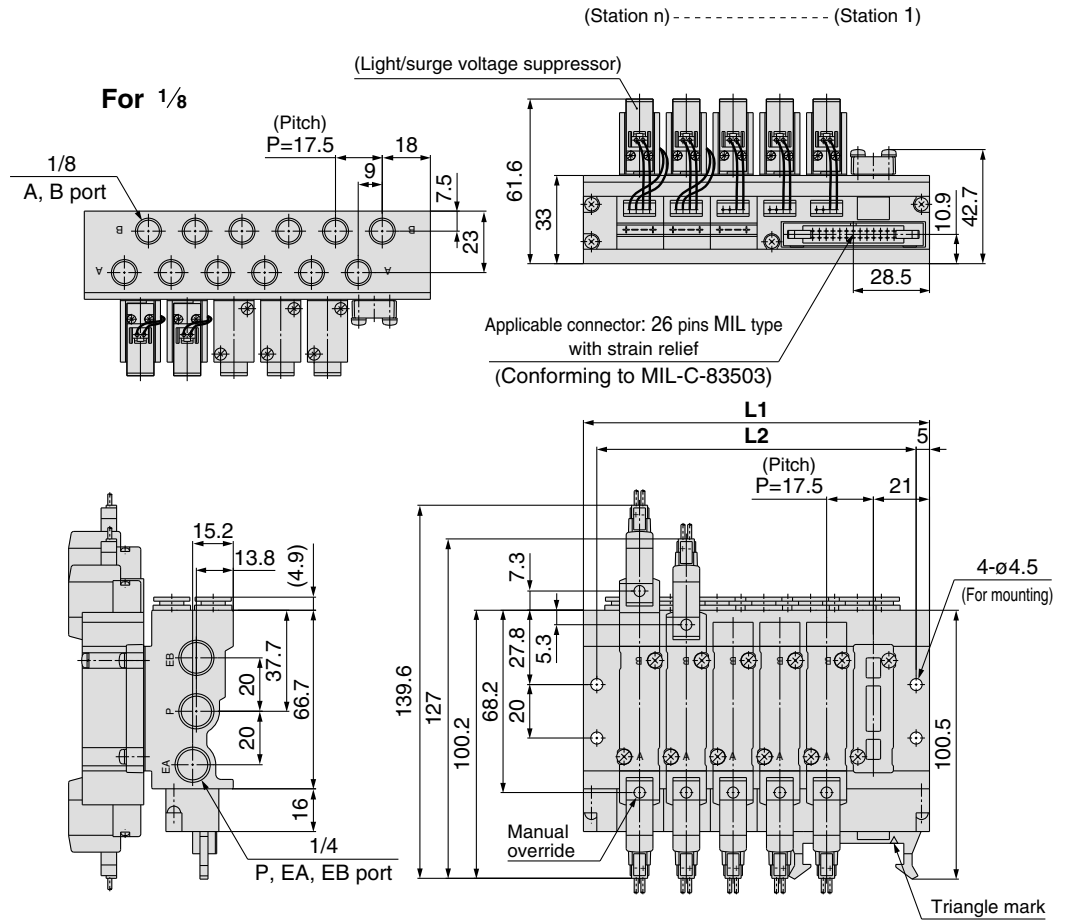 (Station n)
(Station 1)
(Light/surge voltage suppressor)
For 1/8
(Pitch)
P=17.5
18
9
7.5
23
1/8
A, B port
B
B
A
A
61.6
33
10.9
42.7
28.5
Applicable connector: 26 pins MIL type
with strain relief
(Conforming to MIL-C-83503)
L1
L2
5
(Pitch)
P=17.5
21
15.2
13.8
(4.9)
37.7
66.7
20
20
16
EB
P
EA
1/4
P, EA, EB port
139.6
127
100.2
68.2
27.8
20
7.3
5.3
4-ø4.5
(For mounting)
100.5
B
B
B
B
B
A
A
A
A
A
Manual
override
Triangle mark